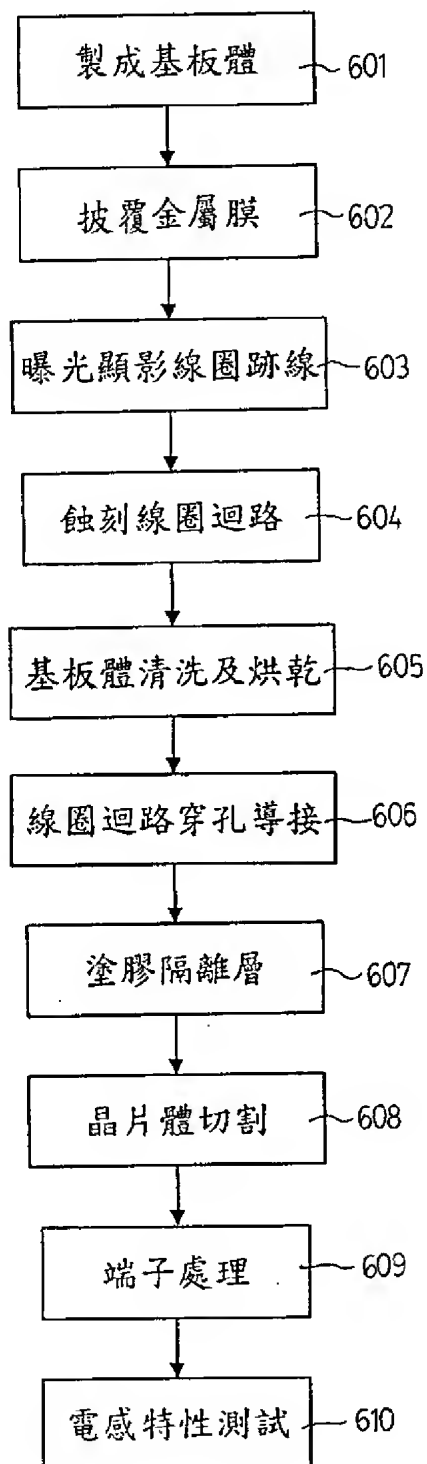 製成基板體 601
披覆金屬膜 602
曝光顯影線圈跡線 603
蝕刻線圈迴路 604
基板體清洗及烘乾 605
線圈迴路穿孔導接 606
塗膠隔離層 607
晶片體切割 608
端子處理 609
電感特性測試 610